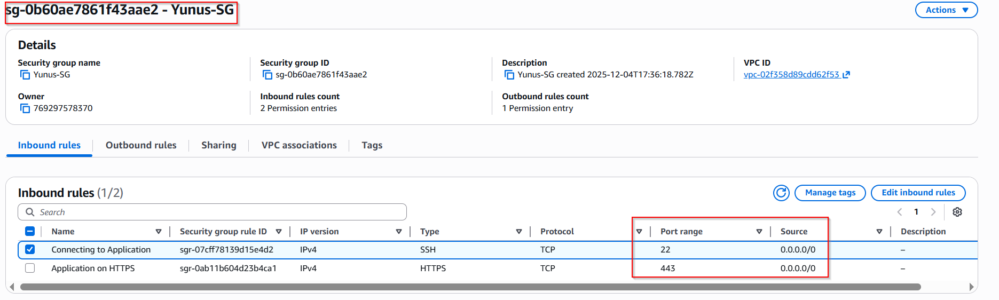 sg-0b60ae7861f43aae2 - Yunus-SG
Actions
Details
Security group name
Yunus-SG
Security group ID
sg-0b60ae7861f43aae2
Description
Yunus-SG created 2025-12-04T17:36:18.782Z
VPC ID
vpc-02f358d89cdd62f53
Owner
769297578370
Inbound rules count
2 Permission entries
Outbound rules count
1 Permission entry
Inbound rules Outbound rules Sharing VPC associations Tags
Inbound rules (1/2)
Manage tags
Edit inbound rules
Search
1
Name Security group rule ID IP version Type Protocol Port range Source Description
Connecting to Application sgr-07cff78139d15e4d2 IPv4 SSH TCP 22 0.0.0.0/0 –
Application on HTTPS sgr-0ab11b604d23b4ca1 IPv4 HTTPS TCP 443 0.0.0.0/0 –